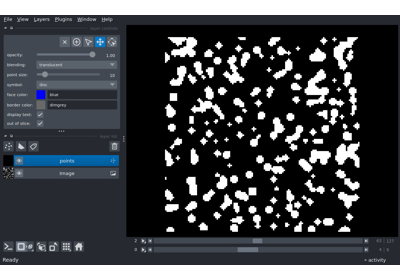 File View Layers Plugins Window Help
opacity: 1.00
blending: translucent
point size: 10
symbol: disc
face color: blue
border color: dimgrey
display text:
out of slice:
points
Image
2
0
Ready
activity